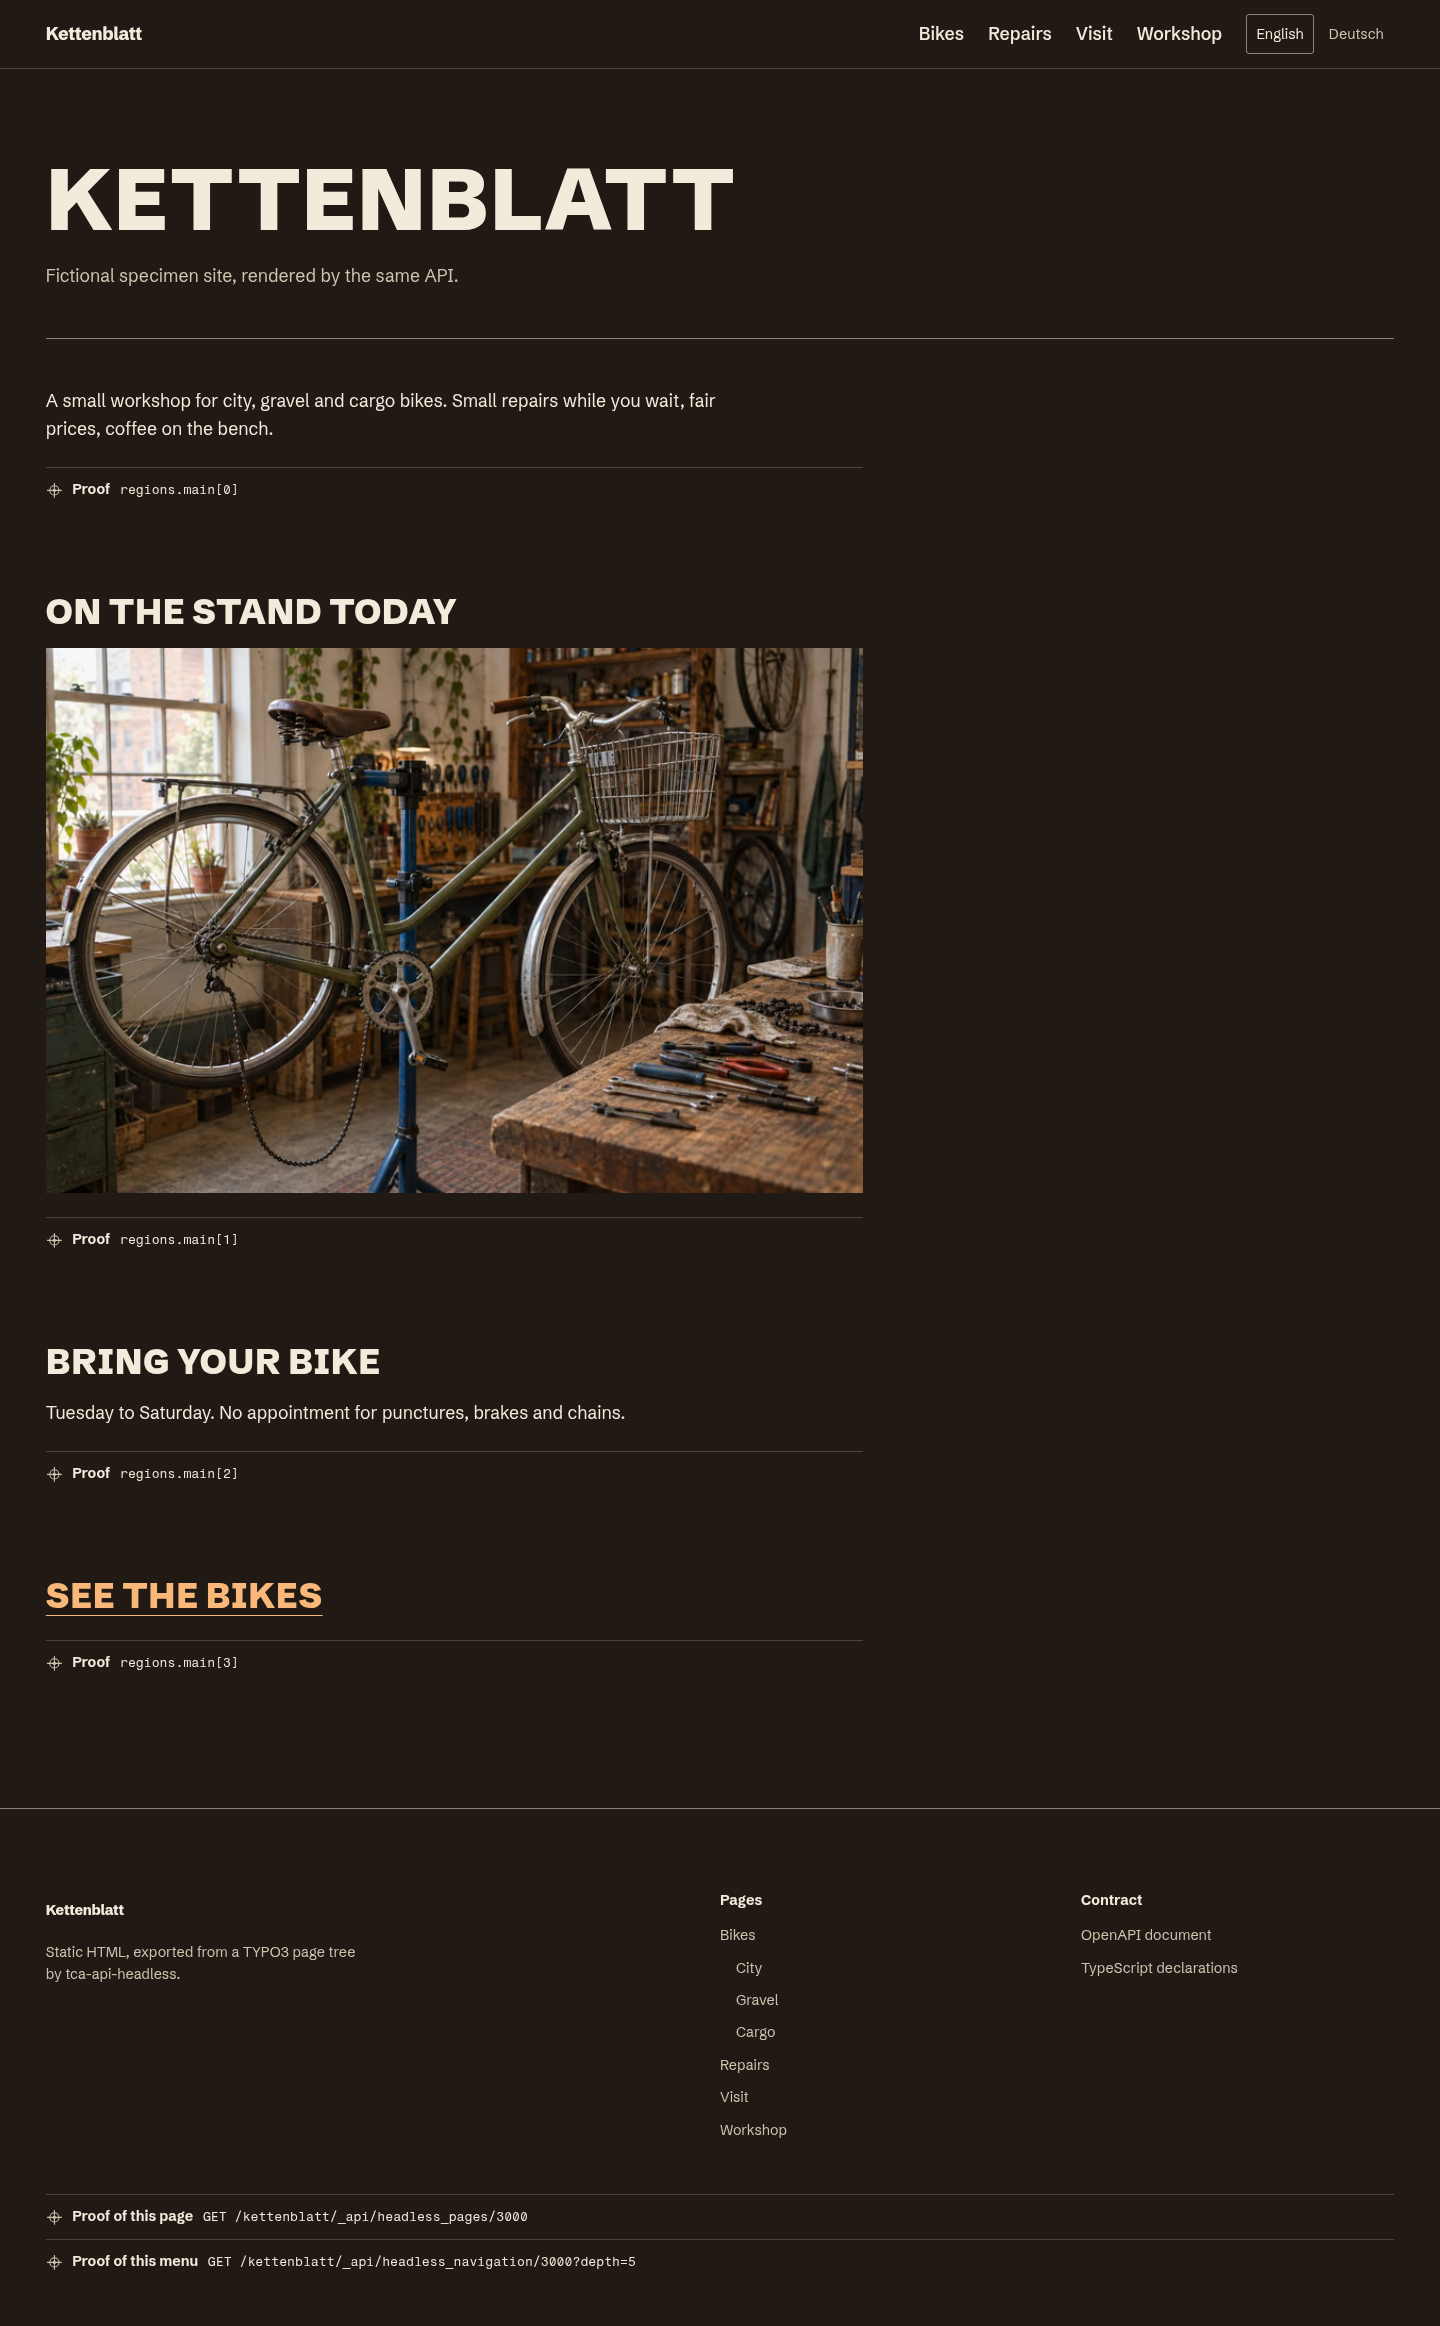 Kettenblatt
Bikes Repairs Visit Workshop English Deutsch
KETTENBLATT
Fictional specimen site, rendered by the same API.
A small workshop for city, gravel and cargo bikes. Small repairs while you wait, fair
prices, coffee on the bench.
Proof regions.main[0]
ON THE STAND TODAY
Proof regions.main[1]
BRING YOUR BIKE
Tuesday to Saturday. No appointment for punctures, brakes and chains.
Proof regions.main[2]
SEE THE BIKES
Proof regions.main[3]
Kettenblatt
Static HTML, exported from a TYPO3 page tree
by tca-api-headless.
Pages
Bikes
City
Gravel
Cargo
Repairs
Visit
Workshop
Contract
OpenAPI document
TypeScript declarations
Proof of this page GET /kettenblatt/_api/headless_pages/3000
Proof of this menu GET /kettenblatt/_api/headless_navigation/3000?depth=5